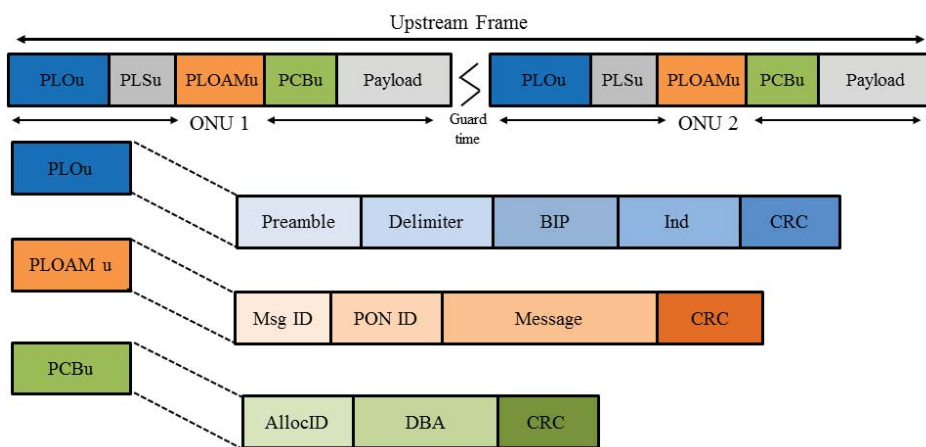 Upstream Frame
PLOu PLSu PLOAMu PCBu Payload PLOu PLSu PLOAMu PCBu Payload
ONU 1 Guard time ONU 2
PLOu
Preamble Delimiter BIP Ind CRC
PLOAM u
Msg ID PON ID Message CRC
PCBu
AllocID DBA CRC